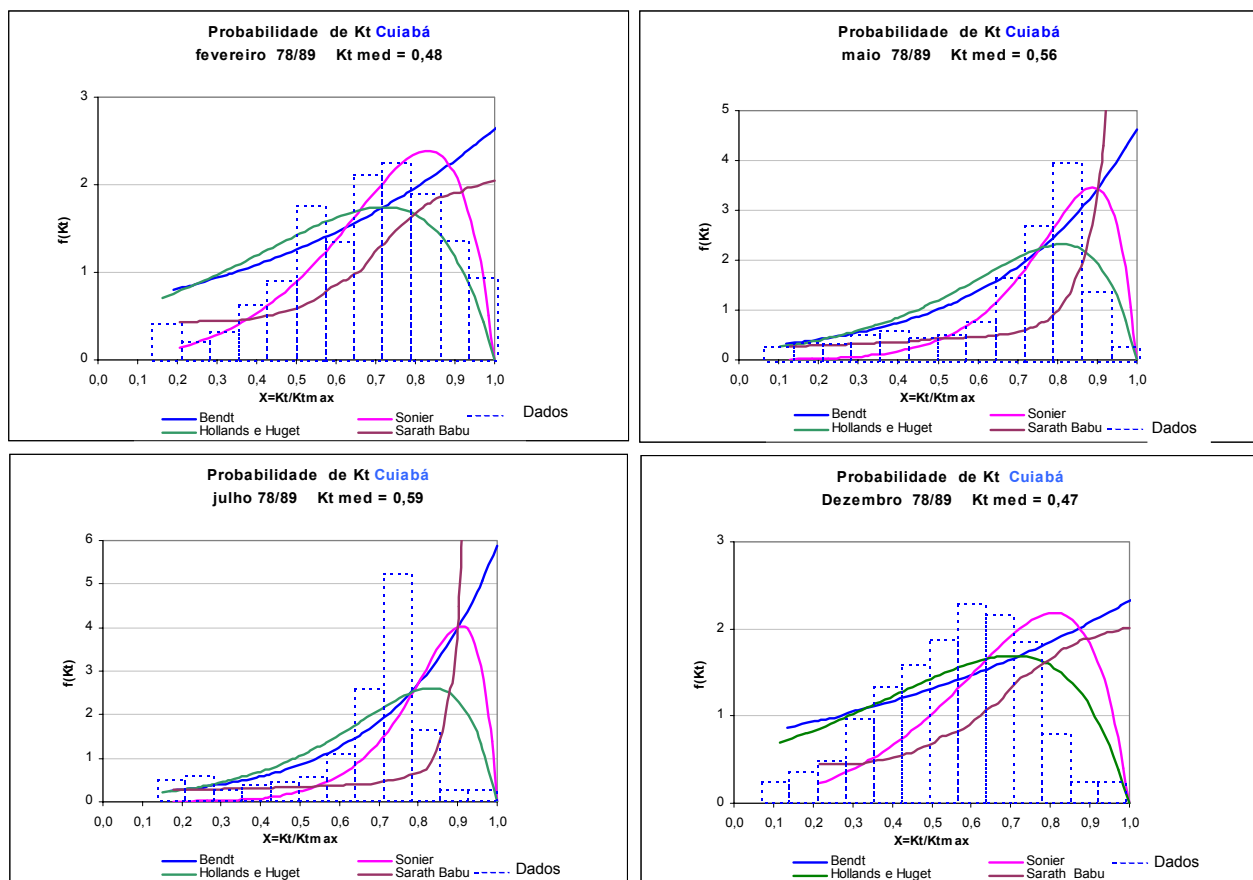 Probabilidade de Kt Cuiabá
fevereiro 78/89 Kt med = 0,48
3
2
1
0
f(Kt)
0,0 0,1 0,2 0,3 0,4 0,5 0,6 0,7 0,8 0,9 1,0
X=Kt/Ktmax
Bendt Sonier Dados
Hollands e Huget Sarath Babu
Probabilidade de Kt Cuiabá
maio 78/89 Kt med = 0,56
5
4
3
2
1
0
f(Kt)
0,0 0,1 0,2 0,3 0,4 0,5 0,6 0,7 0,8 0,9 1,0
X=Kt/Ktmax
Bendt Sonier
Hollands e Huget Sarath Babu Dados
Probabilidade de Kt Cuiabá
julho 78/89 Kt med = 0,59
6
5
4
3
2
1
0
f(Kt)
0,0 0,1 0,2 0,3 0,4 0,5 0,6 0,7 0,8 0,9 1,0
X=Kt/Ktmax
Bendt Sonier
Hollands e Huget Sarath Babu Dados
Probabilidade de Kt Cuiabá
Dezembro 78/89 Kt med = 0,47
3
2
1
0
f(Kt)
0,0 0,1 0,2 0,3 0,4 0,5 0,6 0,7 0,8 0,9 1,0
X=Kt/Ktmax
Bendt Sonier
Hollands e Huget Sarath Babu Dados